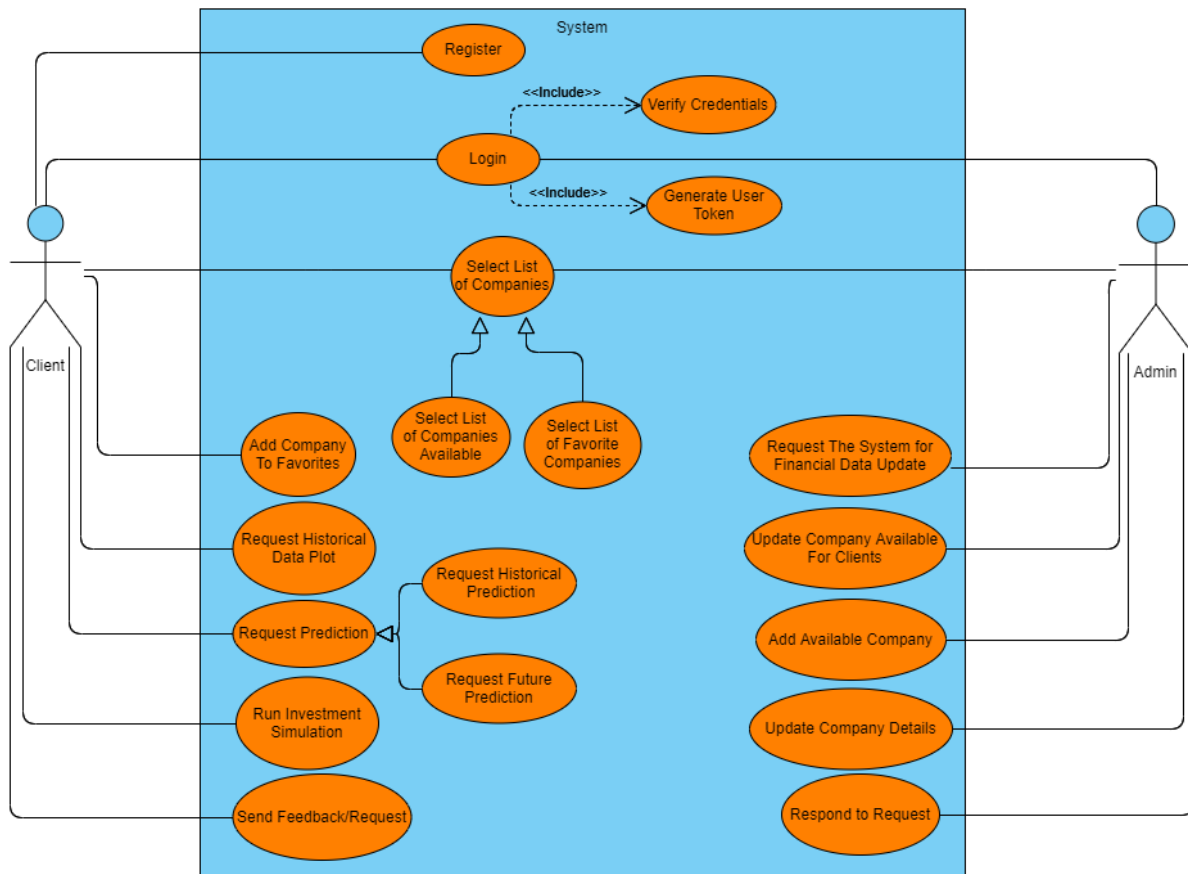 System
Register
<<Include>>
Verify Credentials
Login
<<Include>>
Generate User
Token
Select List
of Companies
Client
Admin
Select List
of Companies
Available
Select List
of Favorite
Companies
Add Company
To Favorites
Request The System for
Financial Data Update
Request Historical
Data Plot
Update Company Available
For Clients
Request Historical
Prediction
Request Prediction
Add Available Company
Request Future
Prediction
Run Investment
Simulation
Update Company Details
Send Feedback/Request
Respond to Request